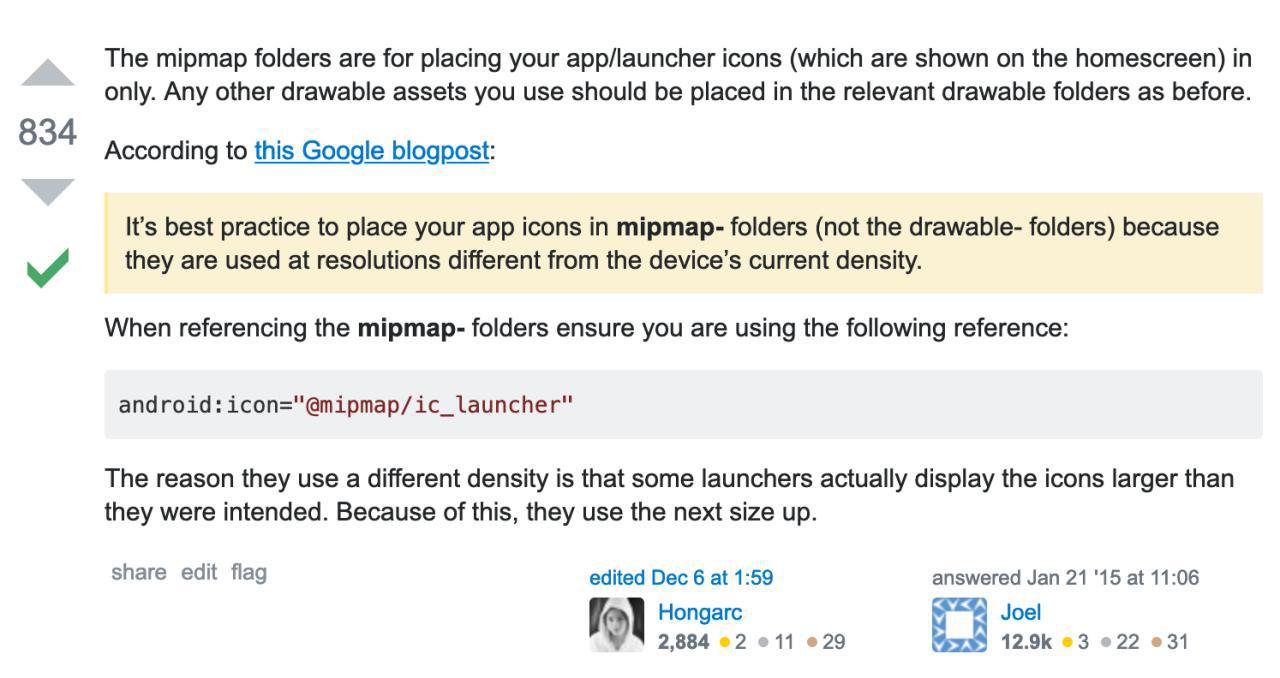 The mipmap folders are for placing your app/launcher icons (which are shown on the homescreen) in
only. Any other drawable assets you use should be placed in the relevant drawable folders as before.
834
According to this Google blogpost:
It’s best practice to place your app icons in mipmap- folders (not the drawable- folders) because
they are used at resolutions different from the device’s current density.
When referencing the mipmap- folders ensure you are using the following reference:
android:icon="@mipmap/ic_launcher"
The reason they use a different density is that some launchers actually display the icons larger than
they were intended. Because of this, they use the next size up.
share edit flag
edited Dec 6 at 1:59
Hongarc
2,884 2 11 29
answered Jan 21 '15 at 11:06
Joel
12.9k 3 22 31